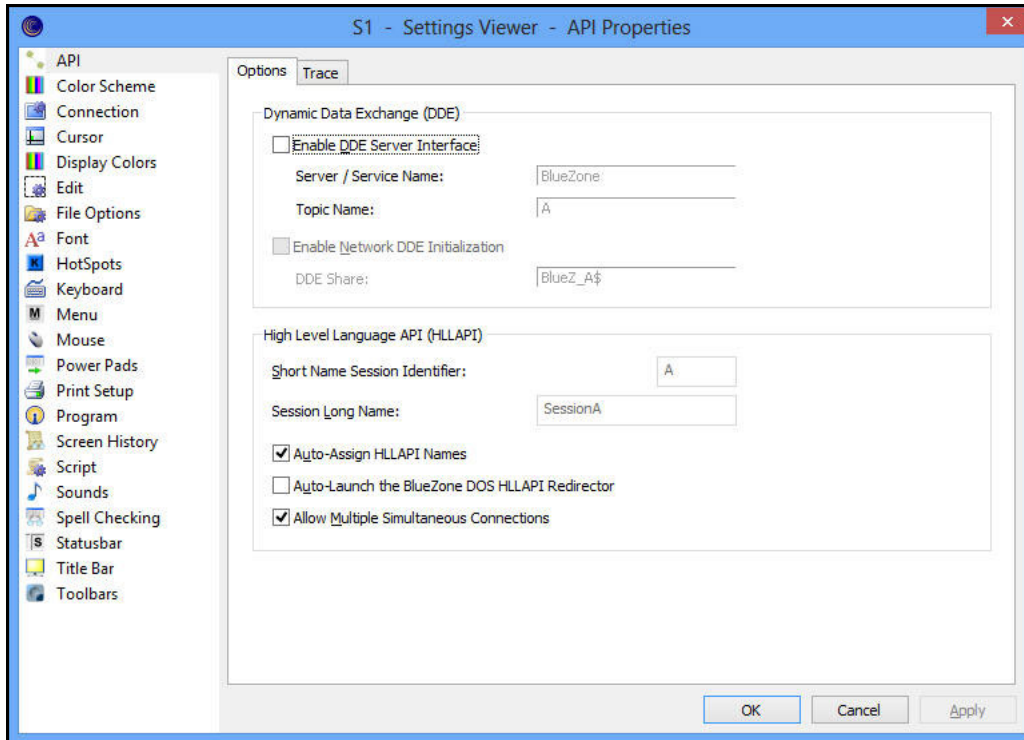 S1 - Settings Viewer - API Properties
API
Color Scheme
Connection
Cursor
Display Colors
Edit
File Options
Font
HotSpots
Keyboard
Menu
Mouse
Power Pads
Print Setup
Program
Screen History
Script
Sounds
Spell Checking
Statusbar
Title Bar
Toolbars
Options Trace
Dynamic Data Exchange (DDE)
Enable DDE Server Interface
Server / Service Name: BlueZone
Topic Name: A
Enable Network DDE Initialization
DDE Share: BlueZ_A$
High Level Language API (HLLAPI)
Short Name Session Identifier: A
Session Long Name: SessionA
Auto-Assign HLLAPI Names
Auto-Launch the BlueZone DOS HLLAPI Redirector
Allow Multiple Simultaneous Connections
OK Cancel Apply